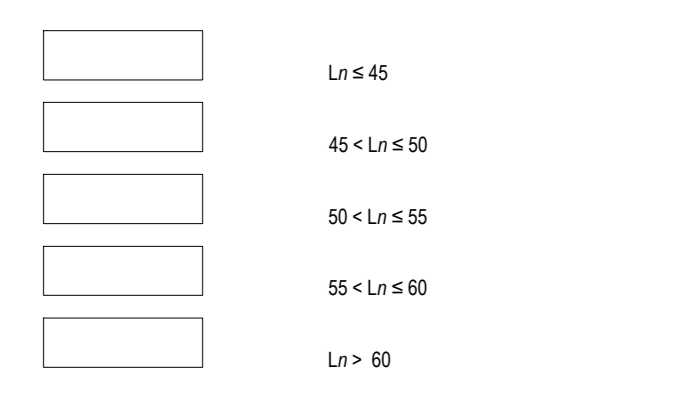 Ln ≤ 45
45 < Ln ≤ 50
50 < Ln ≤ 55
55 < Ln ≤ 60
Ln > 60